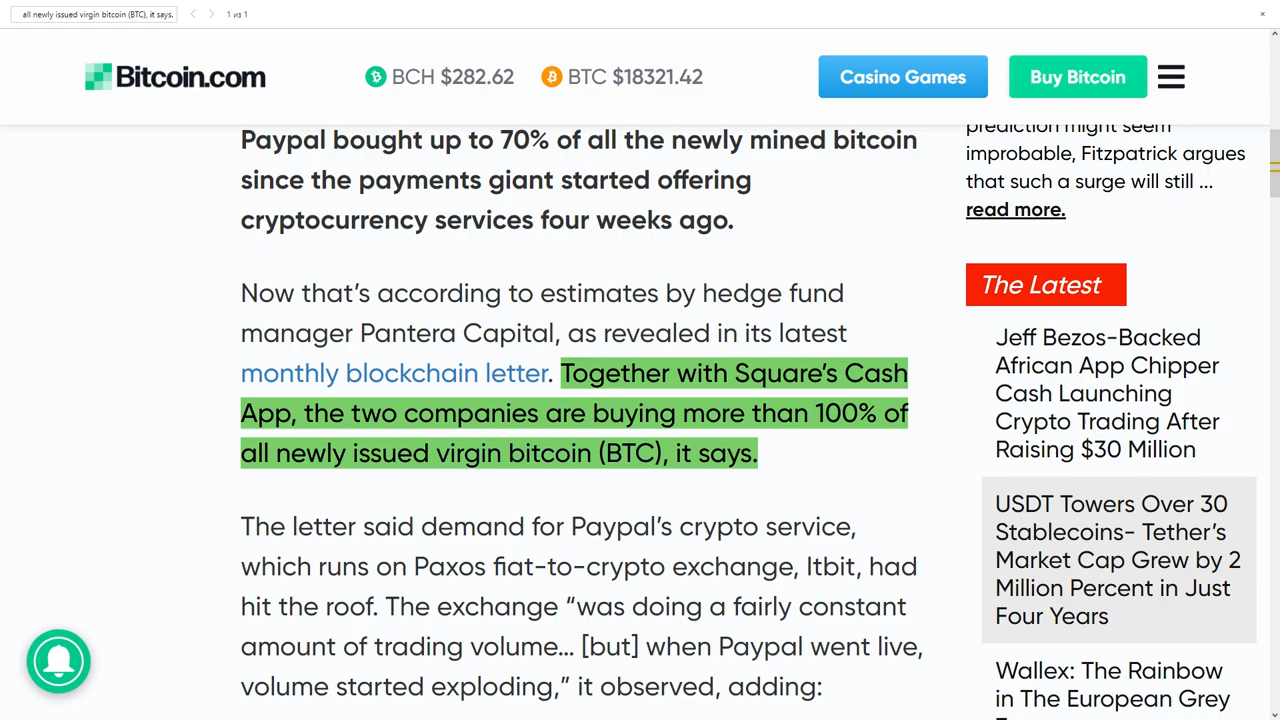 all newly issued virgin bitcoin (BTC), it says.
1 из 1
Bitcoin.com
BCH $282.62
BTC $18321.42
Casino Games
Buy Bitcoin
Paypal bought up to 70% of all the newly mined bitcoin
since the payments giant started offering
cryptocurrency services four weeks ago.
Now that’s according to estimates by hedge fund
manager Pantera Capital, as revealed in its latest
monthly blockchain letter. Together with Square’s Cash
App, the two companies are buying more than 100% of
all newly issued virgin bitcoin (BTC), it says.
The letter said demand for Paypal’s crypto service,
which runs on Paxos fiat-to-crypto exchange, Itbit, had
hit the roof. The exchange “was doing a fairly constant
amount of trading volume… [but] when Paypal went live,
volume started exploding,” it observed, adding:
prediction might seem
improbable, Fitzpatrick argues
that such a surge will still ...
read more.
The Latest
Jeff Bezos-Backed
African App Chipper
Cash Launching
Crypto Trading After
Raising $30 Million
USDT Towers Over 30
Stablecoins- Tether’s
Market Cap Grew by 2
Million Percent in Just
Four Years
Wallex: The Rainbow
in The European Grey